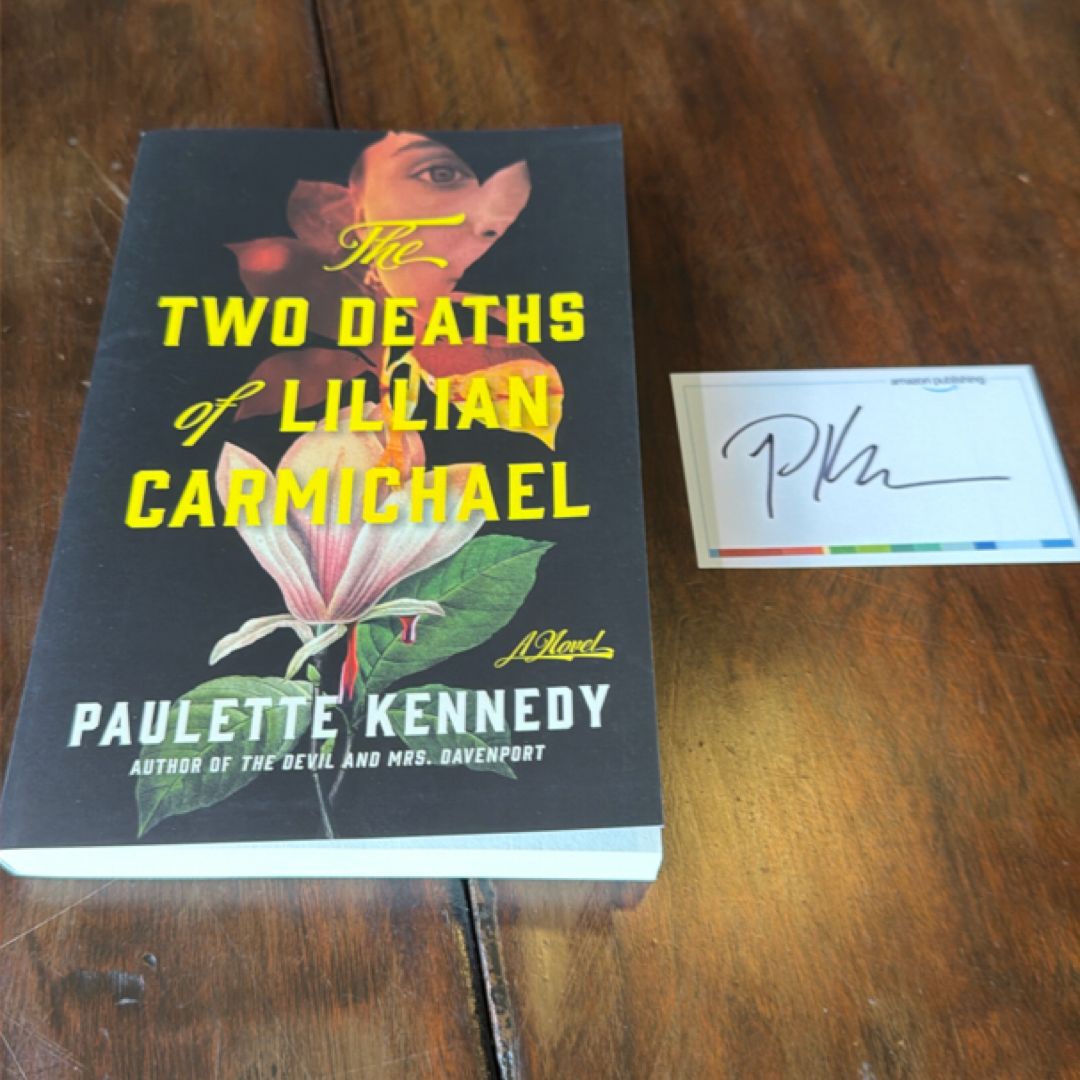 The
TWO DEATHS
of LILLIAN
CARMICHAEL
A Novel
PAULETTE KENNEDY
AUTHOR OF THE DEVIL AND MRS. DAVENPORT
amazon publishing